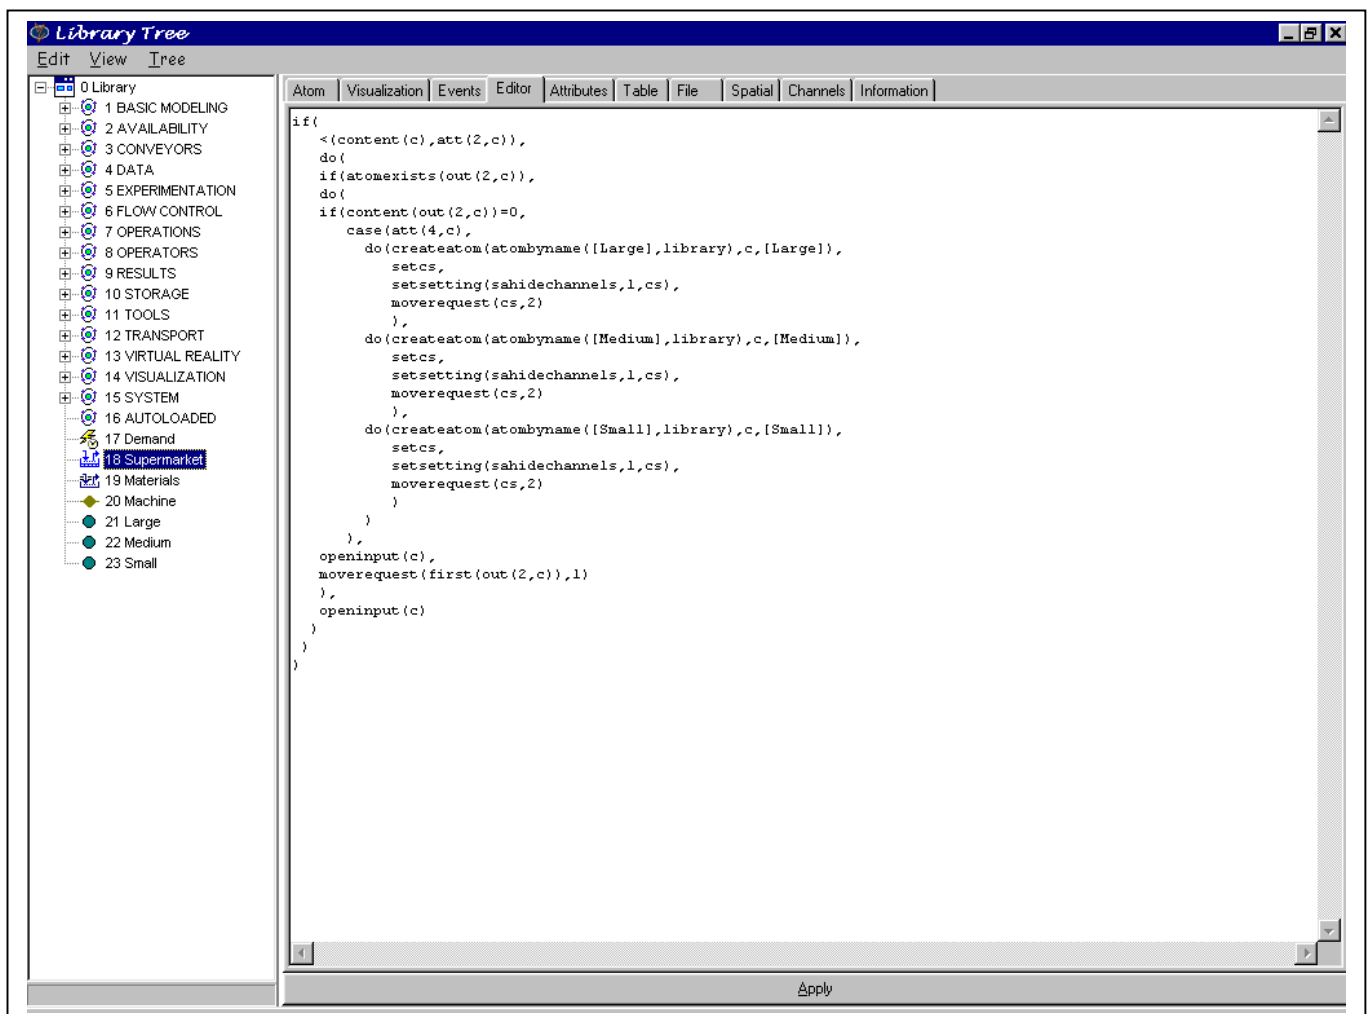 Library Tree
Edit View Tree
0 Library
1 BASIC MODELING
2 AVAILABILITY
3 CONVEYORS
4 DATA
5 EXPERIMENTATION
6 FLOW CONTROL
7 OPERATIONS
8 OPERATORS
9 RESULTS
10 STORAGE
11 TOOLS
12 TRANSPORT
13 VIRTUAL REALITY
14 VISUALIZATION
15 SYSTEM
16 AUTOLOADED
17 Demand
18 Supermarket
19 Materials
20 Machine
21 Large
22 Medium
23 Small
Atom Visualization Events Editor Attributes Table File Spatial Channels Information
if(
<(content(c),att(2,c)),
do(
if(atomexists(out(2,c)),
do(
if(content(out(2,c))=0,
case(att(4,c),
do(createatom(atombyname([Large],library),c,[Large]),
setcs,
setsetting(sahidechannels,1,cs),
moverequest(cs,2)
),
do(createatom(atombyname([Medium],library),c,[Medium]),
setcs,
setsetting(sahidechannels,1,cs),
moverequest(cs,2)
),
do(createatom(atombyname([Small],library),c,[Small]),
setcs,
setsetting(sahidechannels,1,cs),
moverequest(cs,2)
)
)
),
openinput(c),
moverequest(first(out(2,c)),1)
),
openinput(c)
)
)
)
Apply